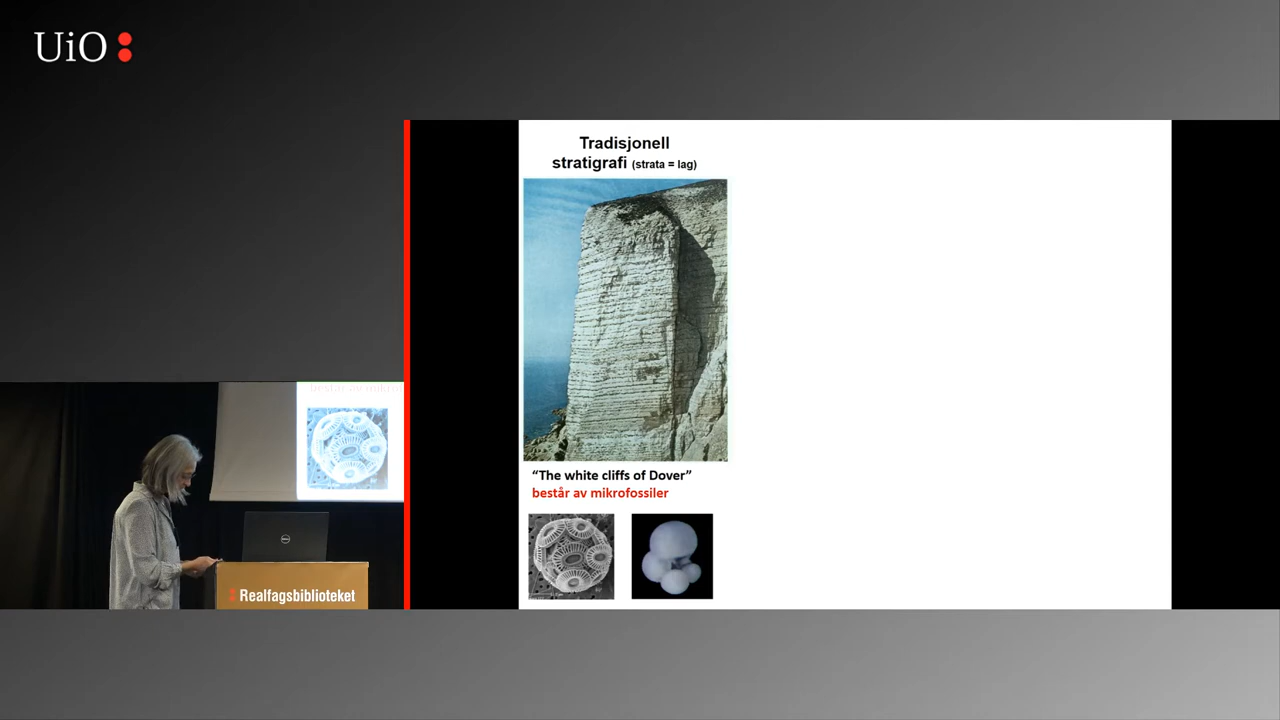 UiO
Tradisjonell
stratigrafi (strata = lag)
“The white cliffs of Dover”
består av mikrofossiler
Realfagsbiblioteket